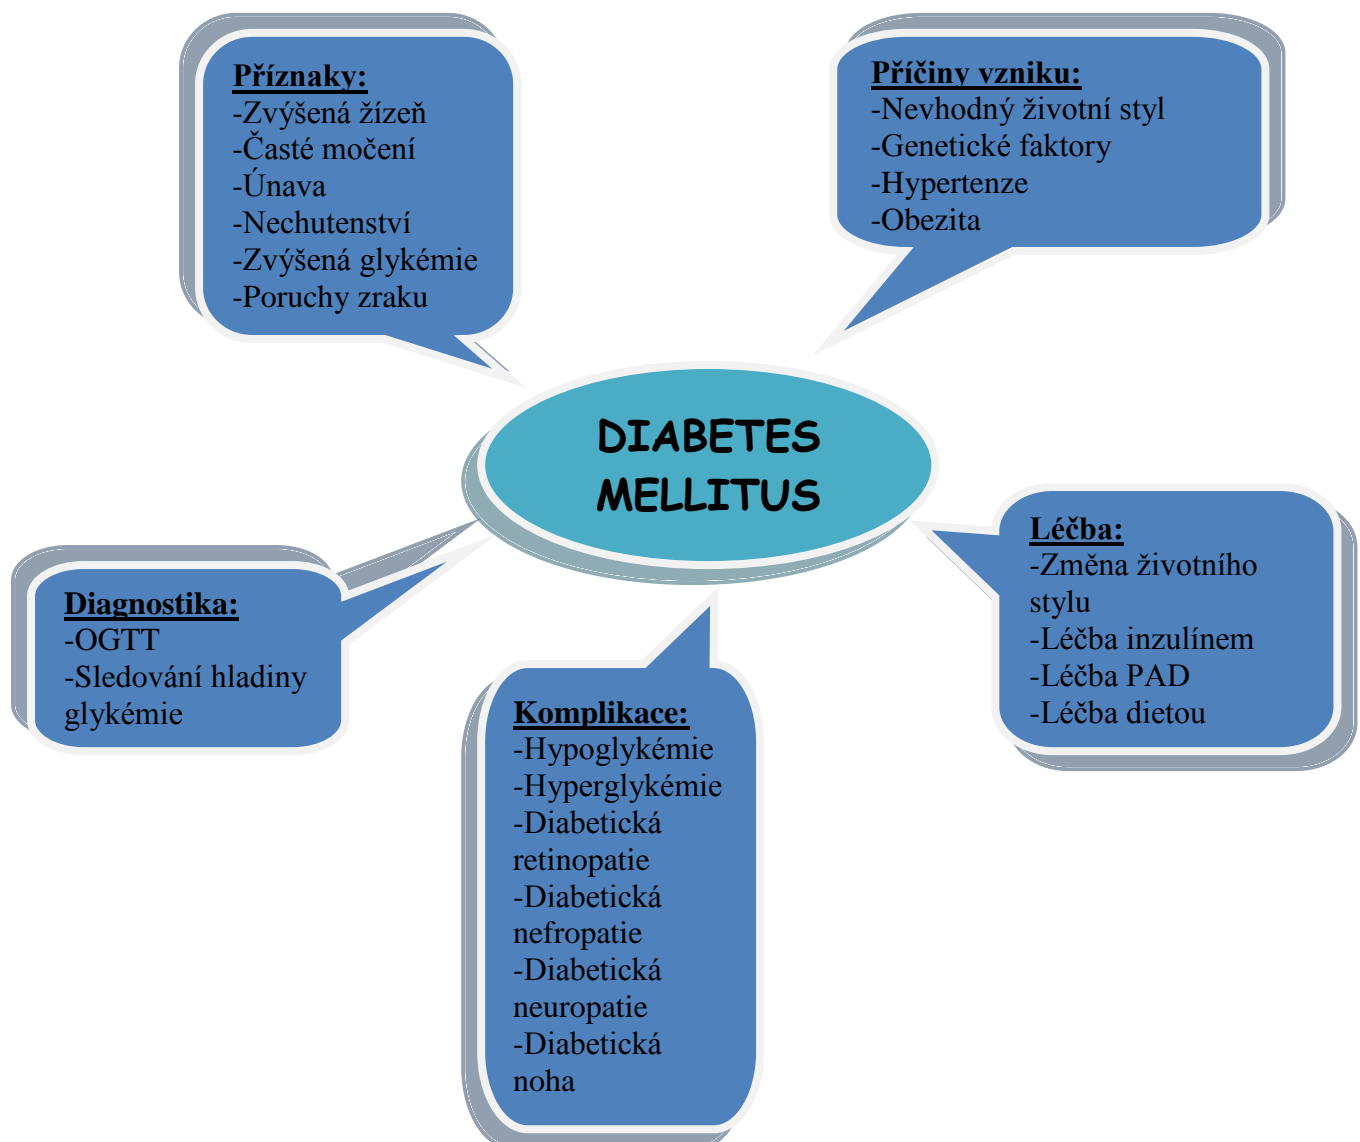 Příznaky:
-Zvýšená žízeň
-Časté močení
-Únava
-Nechutenství
-Zvýšená glykémie
-Poruchy zraku
Příčiny vzniku:
-Nevhodný životní styl
-Genetické faktory
-Hypertenze
-Obezita
DIABETES
MELLITUS
Diagnostika:
-OGTT
-Sledování hladiny
glykémie
Komplikace:
-Hypoglykémie
-Hyperglykémie
-Diabetická
retinopatie
-Diabetická
nefropatie
-Diabetická
neuropatie
-Diabetická
noha
Léčba:
-Změna životního
stylu
-Léčba inzulínem
-Léčba PAD
-Léčba dietou